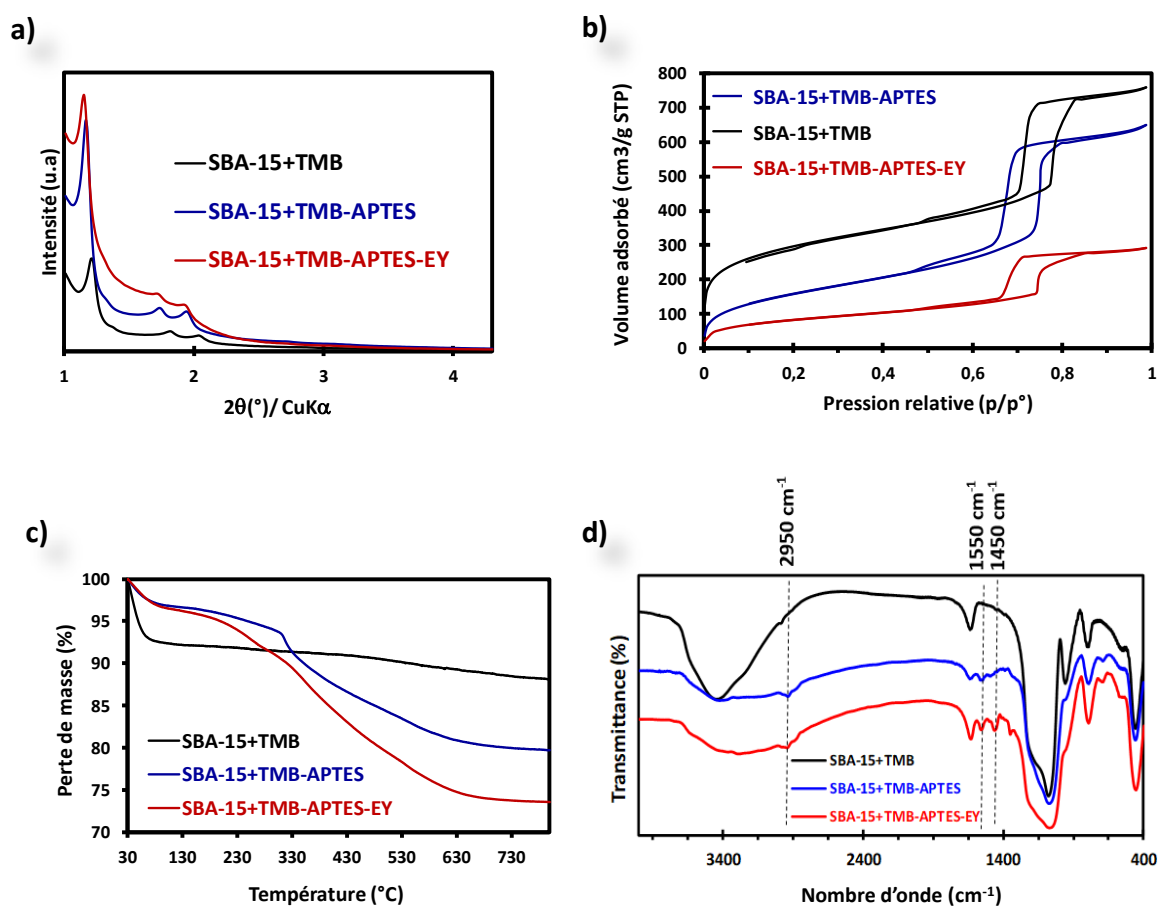 a)
Intensité (u.a)
SBA-15+TMB
SBA-15+TMB-APTES
SBA-15+TMB-APTES-EY
1 2 3 4
2θ(°)/ CuKα
b)
Volume adsorbé (cm3/g STP)
800
700
600
500
400
300
200
100
0
SBA-15+TMB-APTES
SBA-15+TMB
SBA-15+TMB-APTES-EY
0 0,2 0,4 0,6 0,8 1
Pression relative (p/p°)
c)
Perte de masse (%)
100
95
90
85
80
75
70
SBA-15+TMB
SBA-15+TMB-APTES
SBA-15+TMB-APTES-EY
30 130 230 330 430 530 630 730
Température (°C)
d)
2950 cm⁻¹
1550 cm⁻¹
1450 cm⁻¹
Transmittance (%)
SBA-15+TMB
SBA-15+TMB-APTES
SBA-15+TMB-APTES-EY
3400 2400 1400 400
Nombre d’onde (cm⁻¹)